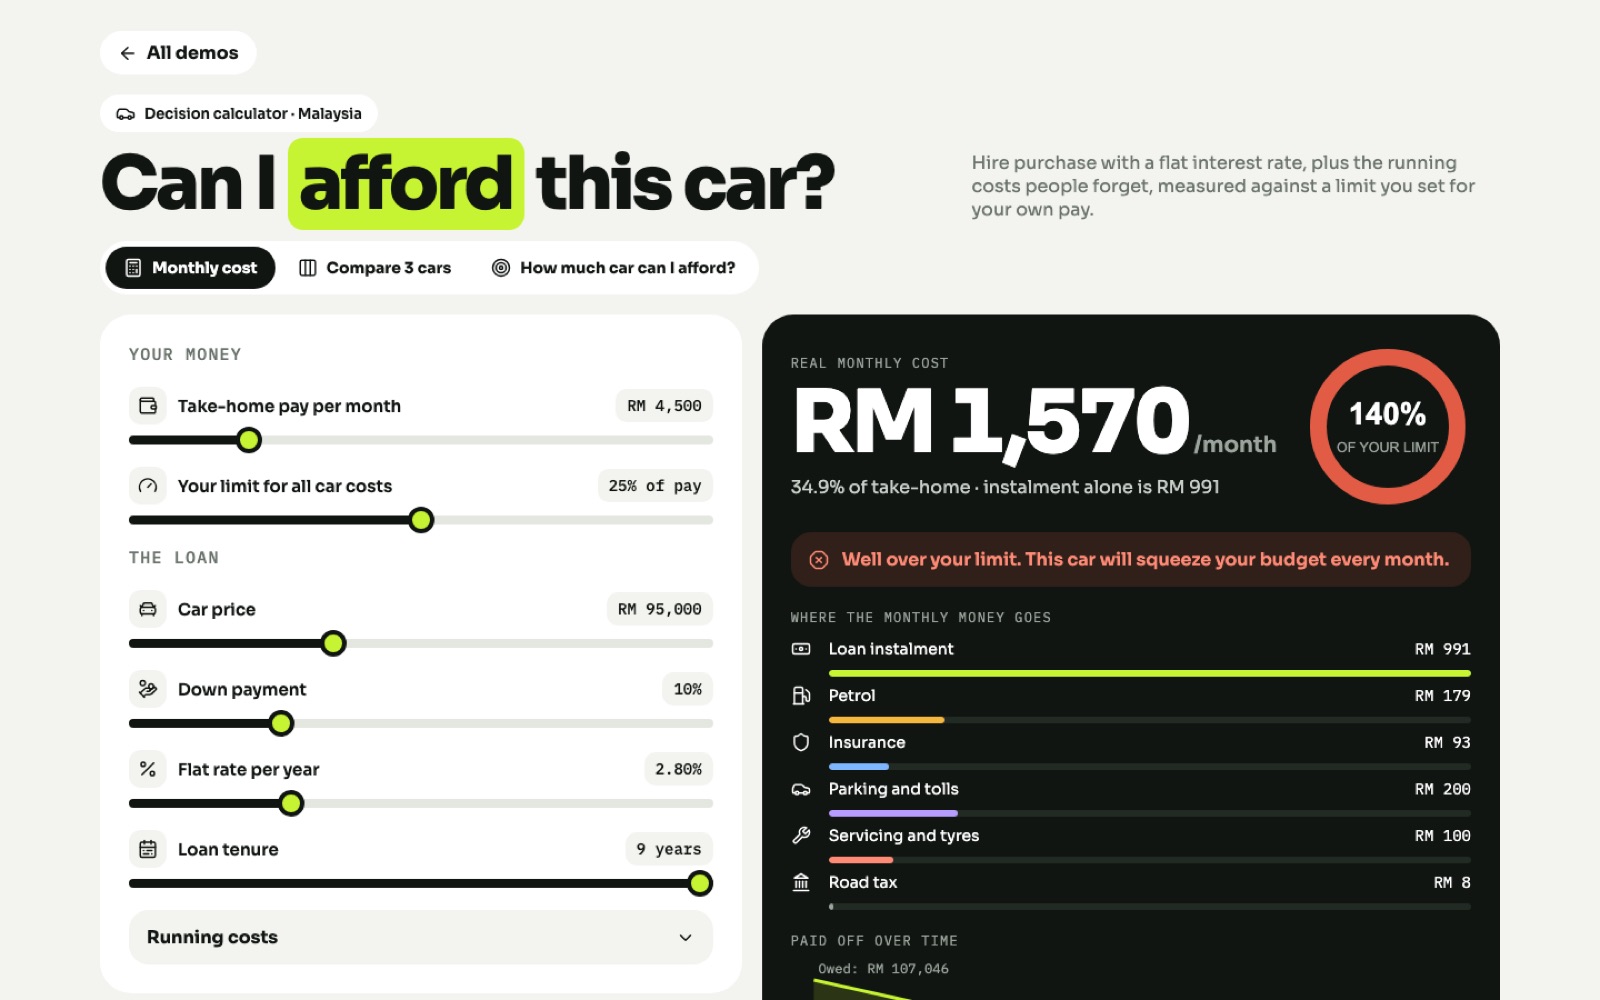 All demos
Decision calculator · Malaysia
Can I afford this car?
Hire purchase with a flat interest rate, plus the running
costs people forget, measured against a limit you set for
your own pay.
Monthly cost
Compare 3 cars
How much car can I afford?
YOUR MONEY
Take-home pay per month
RM 4,500
Your limit for all car costs
25% of pay
THE LOAN
Car price
RM 95,000
Down payment
10%
Flat rate per year
2.80%
Loan tenure
9 years
Running costs
REAL MONTHLY COST
RM 1,570/month
34.9% of take-home · instalment alone is RM 991
140%
OF YOUR LIMIT
Well over your limit. This car will squeeze your budget every month.
WHERE THE MONTHLY MONEY GOES
Loan instalment
RM 991
Petrol
RM 179
Insurance
RM 93
Parking and tolls
RM 200
Servicing and tyres
RM 100
Road tax
RM 8
PAID OFF OVER TIME
Owed: RM 107,046